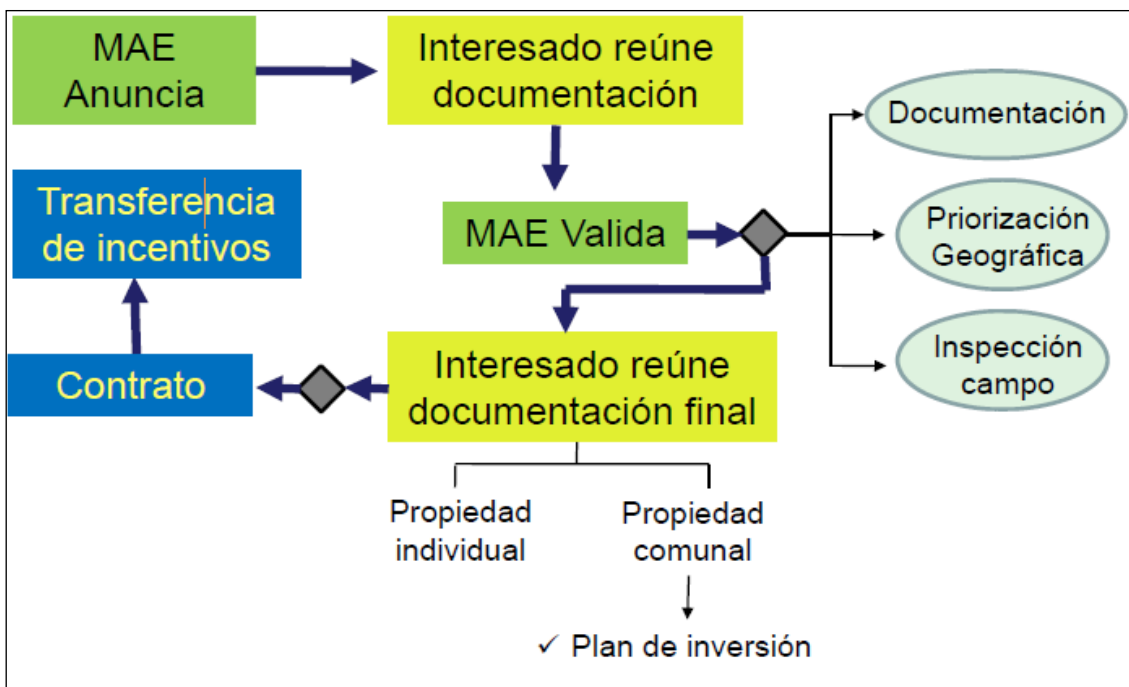 MAE
Anuncia
Interesado reúne
documentación
Documentación
Transferencia
de incentivos
MAE Valida
Priorización
Geográfica
Interesado reúne
documentación final
Contrato
Inspección
campo
Propiedad
individual
Propiedad
comunal
✓ Plan de inversión